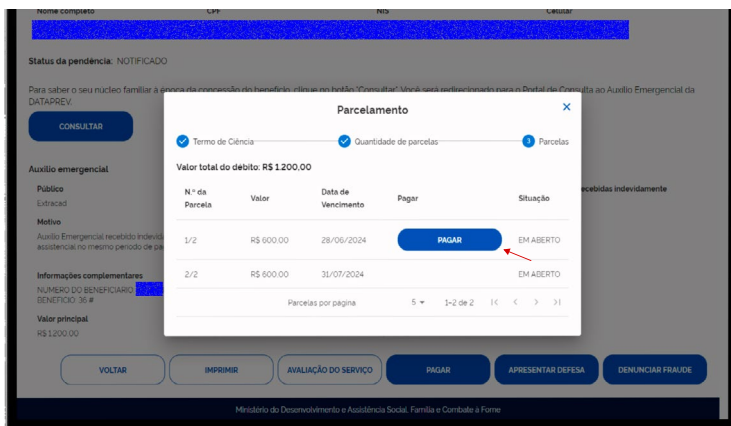 Nome completo CPF NIS Celular
Status da pendência: NOTIFICADO
Para saber o seu núcleo familiar à época da concessão do benefício, clique no botão "Consultar". Você será redirecionado para o Portal de Consulta ao Auxílio Emergencial da
DATAPREV.
CONSULTAR
Parcelamento
Termo de Ciência Quantidade de parcelas 3 Parcelas
Valor total do débito: R$ 1.200,00
N.º da Parcela Valor Data de Vencimento Pagar Situação
1/2 R$ 600,00 28/06/2024 PAGAR EM ABERTO
2/2 R$ 600,00 31/07/2024 EM ABERTO
Parcelas por pagina 5 1-2 de 2
Auxílio emergencial
Público
Extracad
ecebidas indevidamente
Motivo
Auxílio Emergencial recebido indevida
assistencial no mesmo período de pa
Informações complementares
NUMERO DO BENEFICIARIO
BENEFICIO: 36 #
Valor principal
R$ 1.200,00
VOLTAR IMPRIMIR AVALIAÇÃO DO SERVIÇO PAGAR APRESENTAR DEFESA DENUNCIAR FRAUDE
Ministério do Desenvolvimento e Assistência Social, Família e Combate à Fome